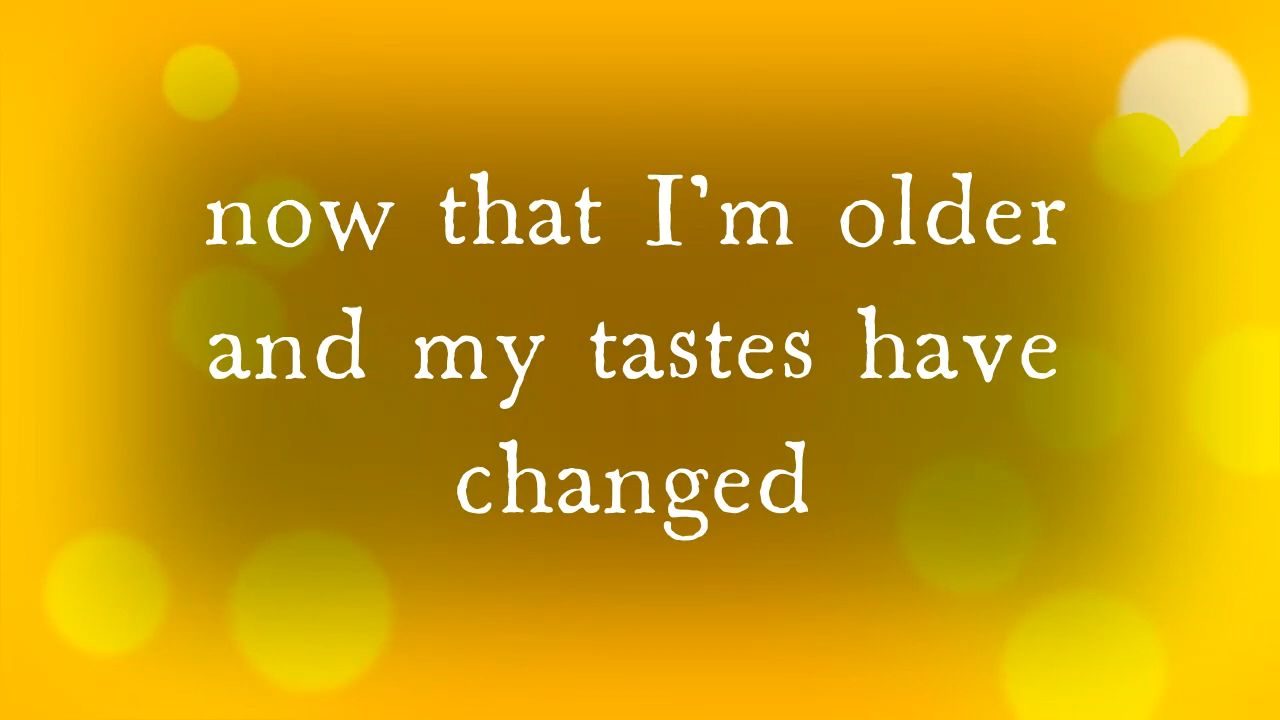 now that I’m older
and my tastes have
changed